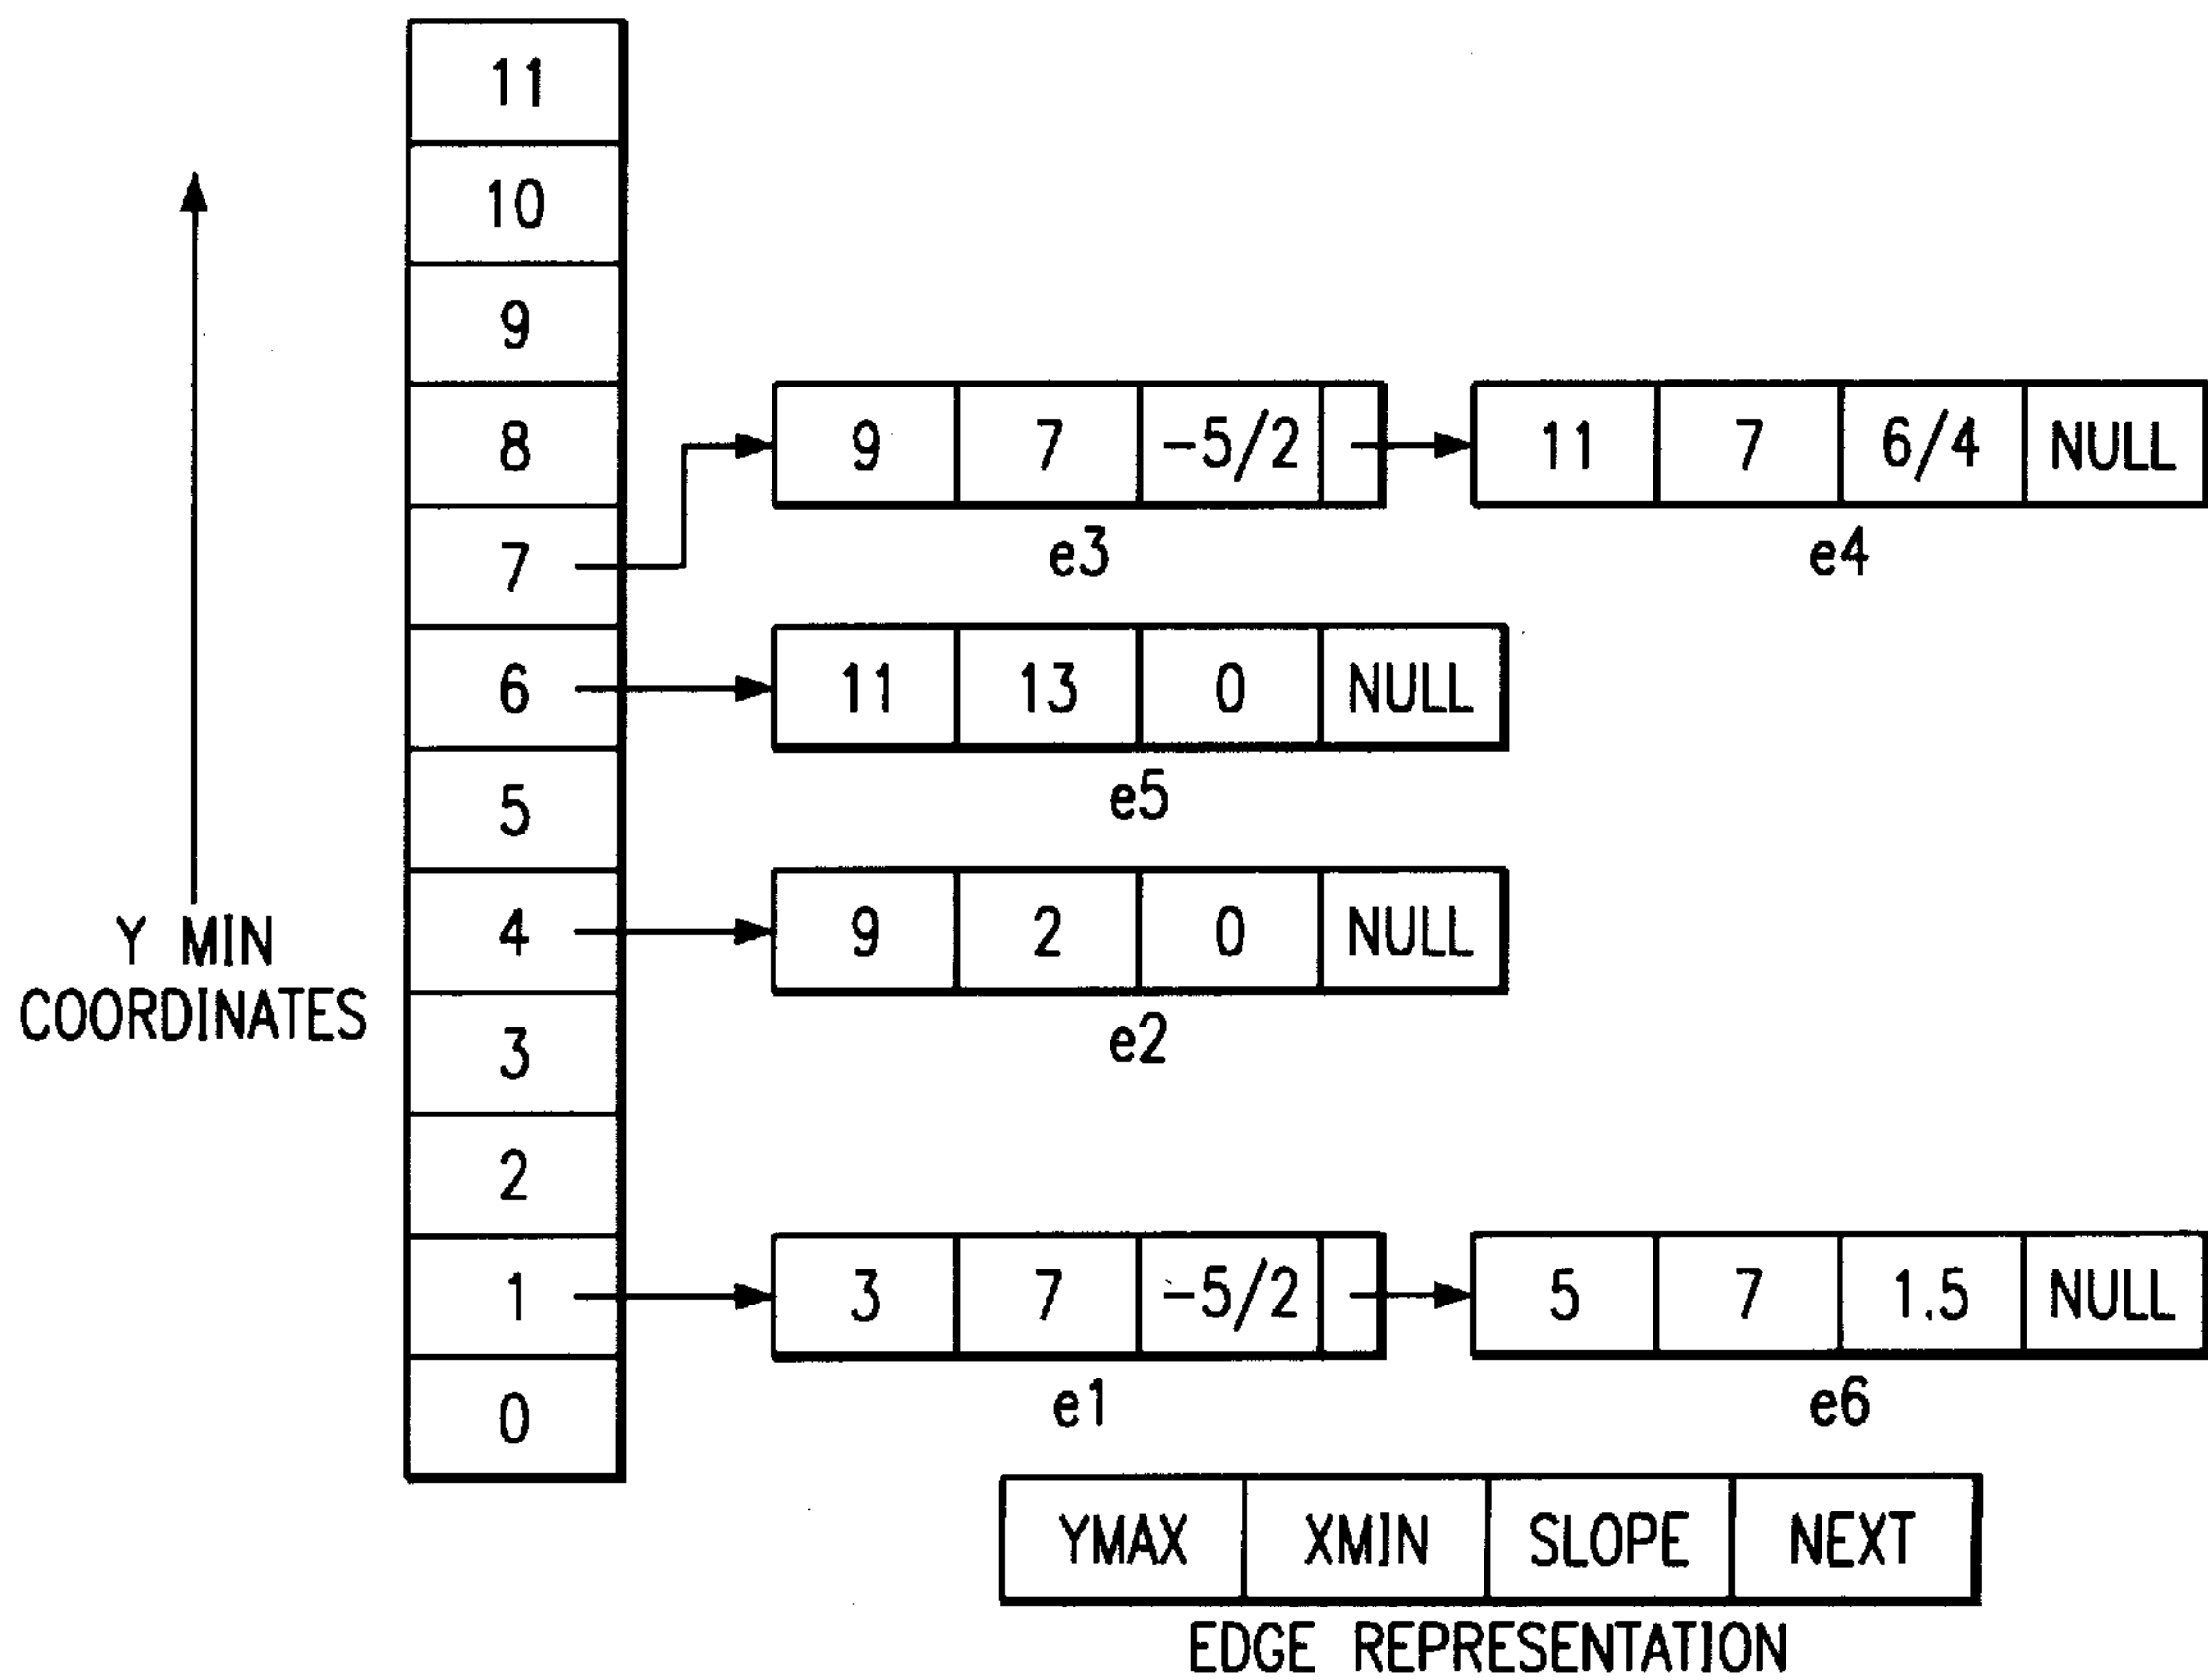 11
10
9
8
9 7 -5/2
11 7 6/4 NULL
7
e3
e4
6
11 13 0 NULL
5
e5
Y MIN
COORDINATES
4
9 2 0 NULL
3
e2
2
1
3 7 -5/2
5 7 1.5 NULL
0
e1
e6
YMAX XMIN SLOPE NEXT
EDGE REPRESENTATION